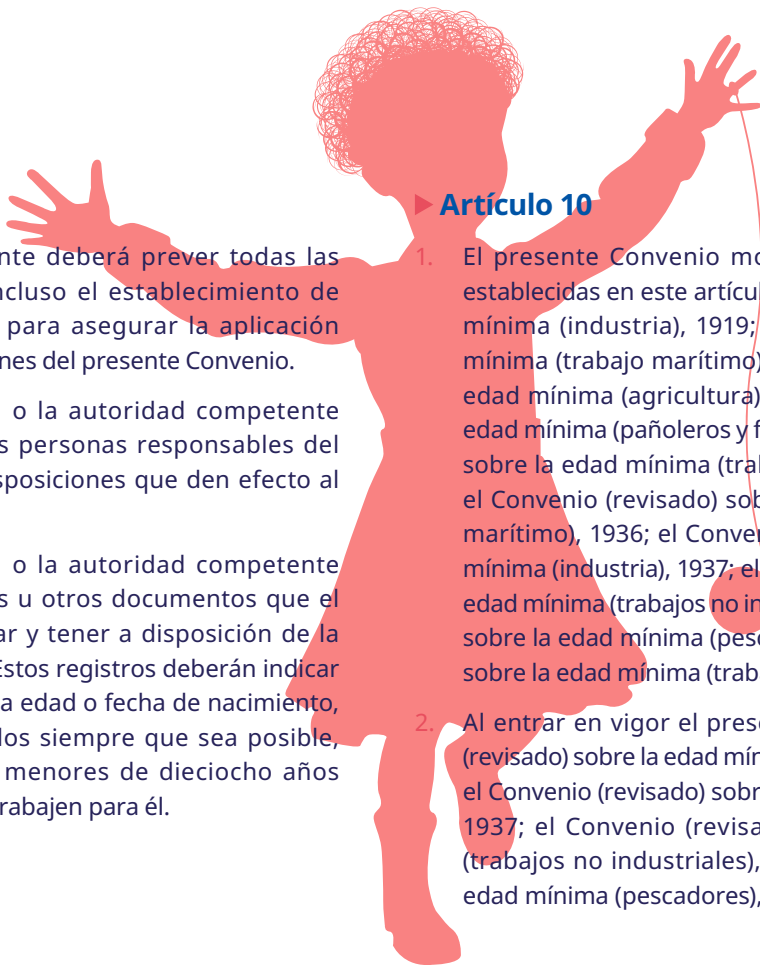 nte deberá prever todas las
ncluso el establecimiento de
para asegurar la aplicación
nes del presente Convenio.
o la autoridad competente
s personas responsables del
sposiciones que den efecto al
o la autoridad competente
s u otros documentos que el
ar y tener a disposición de la
Estos registros deberán indicar
a edad o fecha de nacimiento,
los siempre que sea posible,
menores de dieciocho años
rabajen para él.
Artículo 10
1. El presente Convenio mo
establecidas en este artícul
mínima (industria), 1919;
mínima (trabajo marítimo)
edad mínima (agricultura)
edad mínima (pañoleros y f
sobre la edad mínima (tral
el Convenio (revisado) sob
marítimo), 1936; el Conven
mínima (industria), 1937; el
edad mínima (trabajos no in
sobre la edad mínima (pesc
sobre la edad mínima (trab
2. Al entrar en vigor el prese
(revisado) sobre la edad mín
el Convenio (revisado) sobr
1937; el Convenio (revisa
(trabajos no industriales),
edad mínima (pescadores),